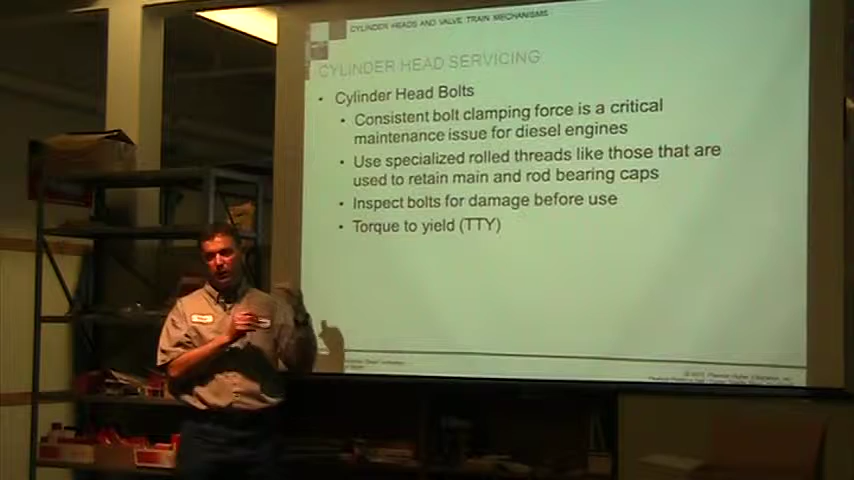 CYLINDER HEADS AND VALVE TRAIN MECHANISMS
CYLINDER HEAD SERVICING
• Cylinder Head Bolts
• Consistent bolt clamping force is a critical
maintenance issue for diesel engines
• Use specialized rolled threads like those that are
used to retain main and rod bearing caps
• Inspect bolts for damage before use
• Torque to yield (TTY)